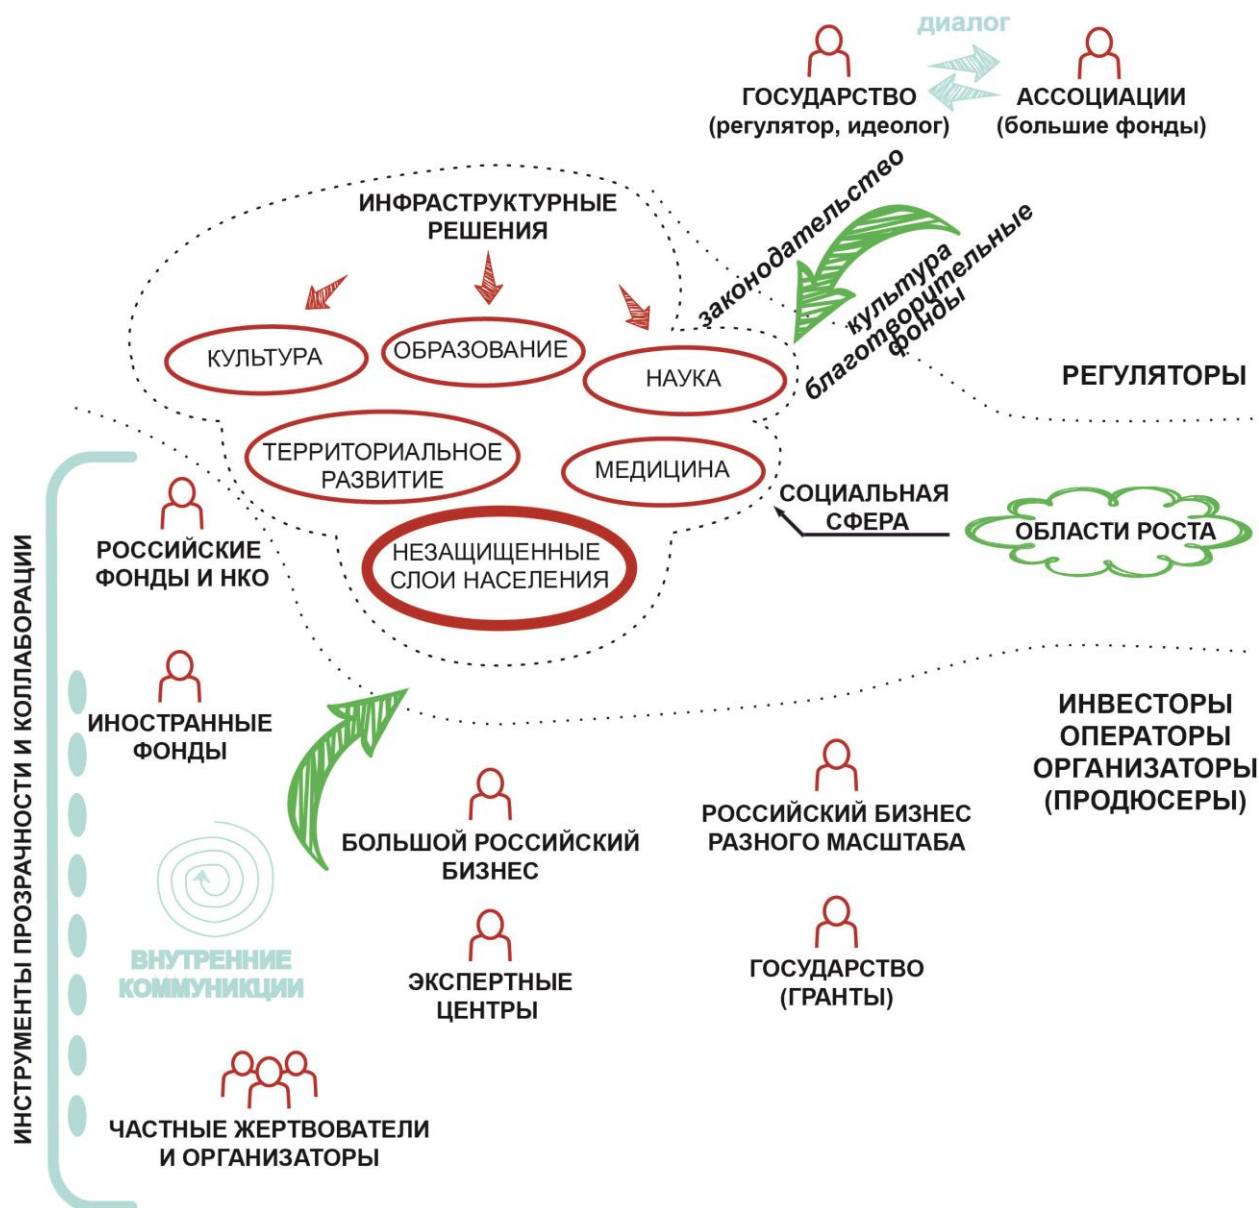 диалог
ГОСУДАРСТВО
(регулятор, идеолог)
АССОЦИАЦИИ
(большие фонды)
законодательство
культура
благотворительные
фонды
РЕГУЛЯТОРЫ
ИНФРАСТРУКТУРНЫЕ
РЕШЕНИЯ
КУЛЬТУРА
ОБРАЗОВАНИЕ
НАУКА
ТЕРРИТОРИАЛЬНОЕ
РАЗВИТИЕ
МЕДИЦИНА
НЕЗАЩИЩЕННЫЕ
СЛОИ НАСЕЛЕНИЯ
СОЦИАЛЬНАЯ
СФЕРА
ОБЛАСТИ РОСТА
ИНСТРУМЕНТЫ ПРОЗРАЧНОСТИ И КОЛЛАБОРАЦИИ
РОССИЙСКИЕ
ФОНДЫ И НКО
ИНОСТРАННЫЕ
ФОНДЫ
ИНВЕСТОРЫ
ОПЕРАТОРЫ
ОРГАНИЗАТОРЫ
(ПРОДЮСЕРЫ)
БОЛЬШОЙ РОССИЙСКИЙ
БИЗНЕС
РОССИЙСКИЙ БИЗНЕС
РАЗНОГО МАСШТАБА
ВНУТРЕННИЕ
КОММУНИКЦИИ
ЭКСПЕРТНЫЕ
ЦЕНТРЫ
ГОСУДАРСТВО
(ГРАНТЫ)
ЧАСТНЫЕ ЖЕРТВОВАТЕЛИ
И ОРГАНИЗАТОРЫ